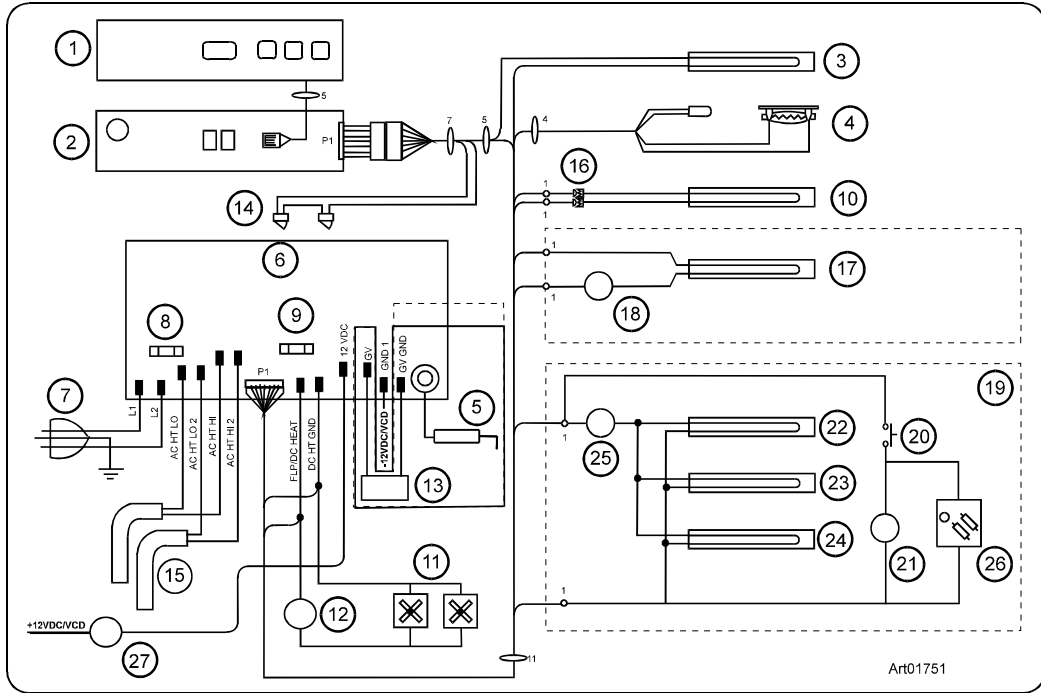 1
5
2
P1
7
5
3
4
4
16
1
1
10
14
6
1
17
1
18
8
9
12 VDC
GV
GND 1
GV GND
P1
7
L1
L2
AC HT LO
AC HT LO 2
AC HT HI
AC HT HI 2
FLP/DC HEAT
DC HT GND
-12VDC/VCD
5
13
19
1
25
22
20
23
24
21
26
15
11
12
1
+12VDC/VCD
27
11
Art01751